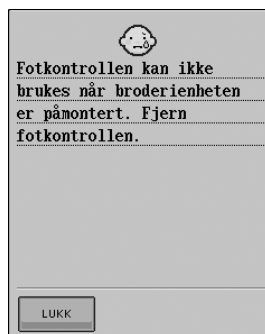 Fotkontrollen kan ikke
brukes når broderienheten
er påmontert. Fjern
fotkontrollen.
LUKK